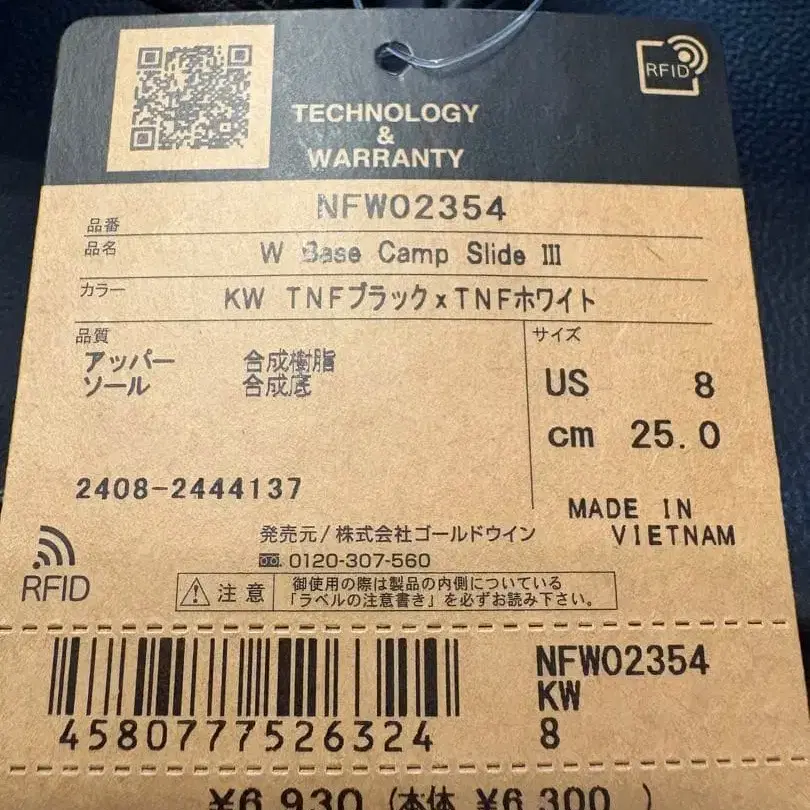 RFID
TECHNOLOGY
&
WARRANTY
品番 NFW02354
品名 W Base Camp Slide III
カラー KW TNFブラックxTNFホワイト
品質
アッパー 合成樹脂
ソール 合成底
サイズ
US 8
cm 25.0
2408-2444137
MADE IN
VIETNAM
RFID
発売元/株式会社ゴールドウイン
0120-307-560
注意 御使用の際は製品の内側についている
「ラベルの注意書き」を必ずお読み下さい。
4580777526324
NFW02354
KW
8
¥6,930 (本体 ¥6,300 )